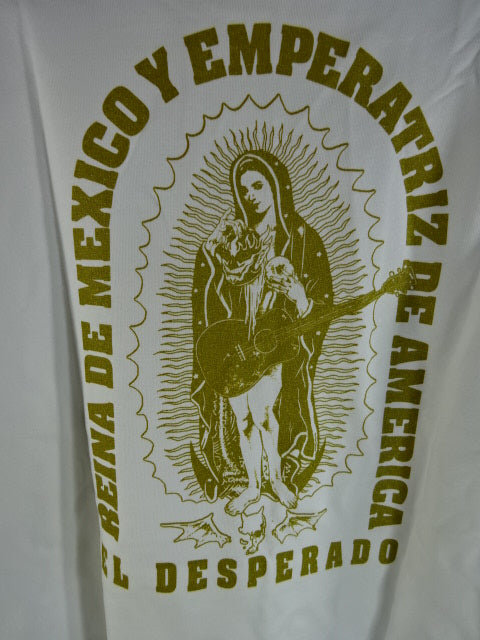 REINA DE MEXICO Y EMPERATRIZ DE AMERICA
EL DESPERADO